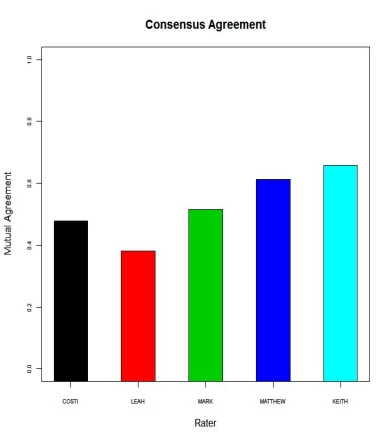 Consensus Agreement
Mutual Agreement
1.0
0.8
0.6
0.4
0.2
0.0
COSTI LEAH MARK MATTHEW KEITH
Rater